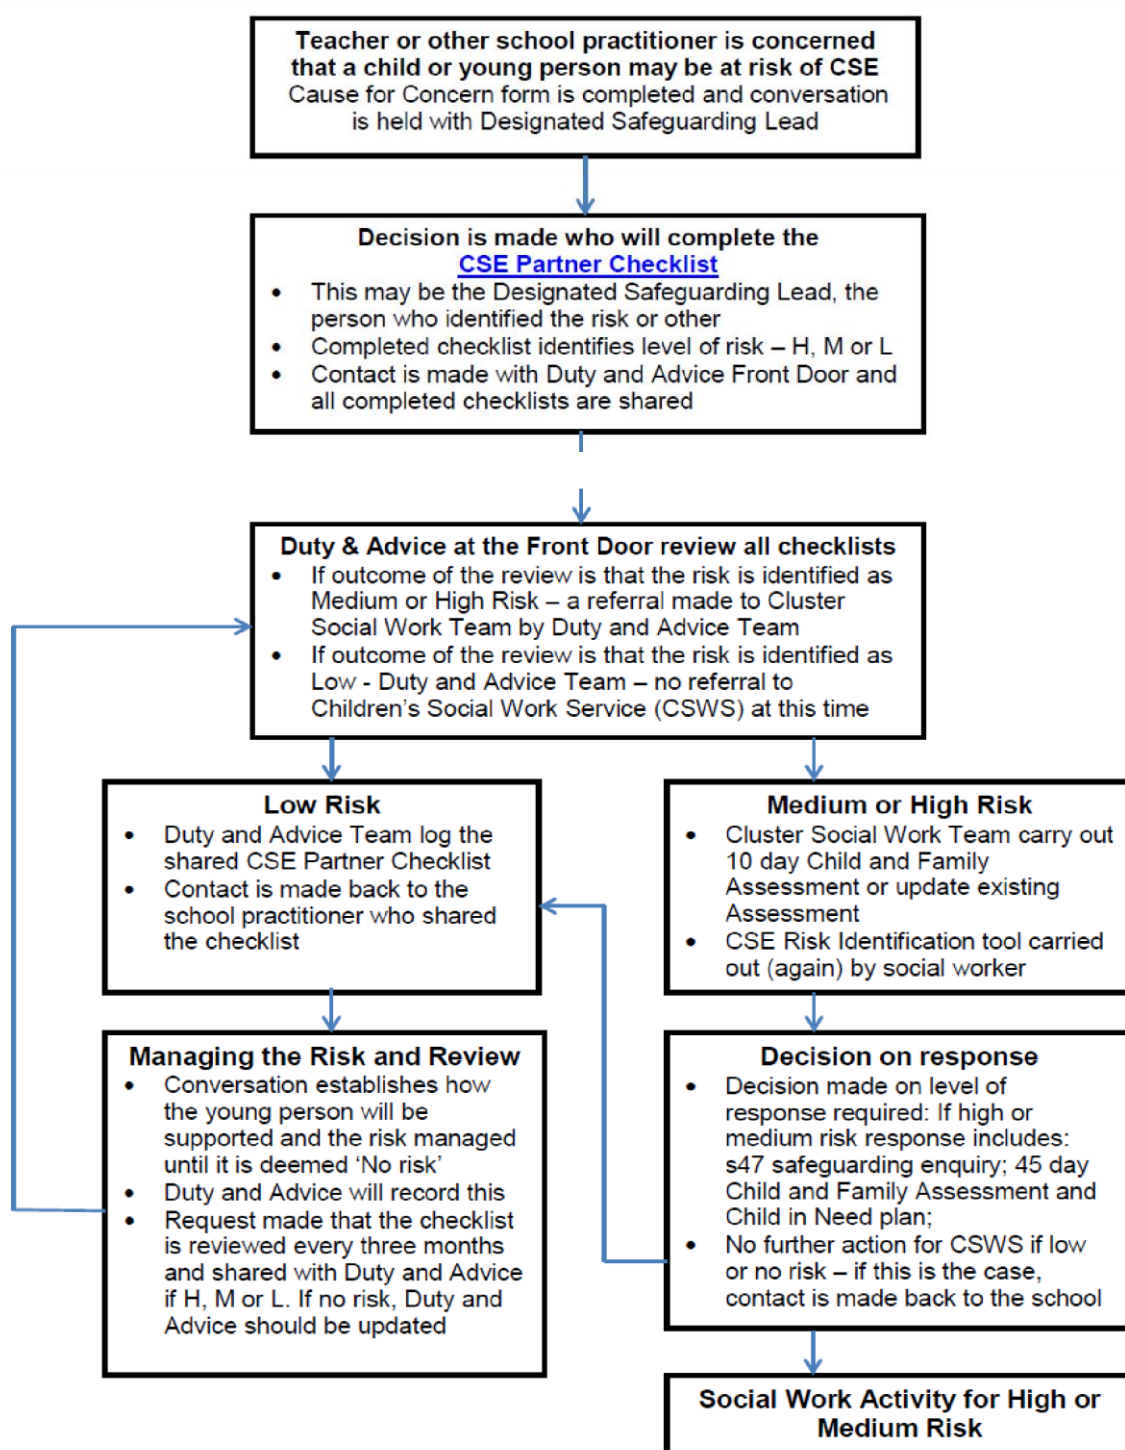 Teacher or other school practitioner is concerned
that a child or young person may be at risk of CSE
Cause for Concern form is completed and conversation
is held with Designated Safeguarding Lead
Decision is made who will complete the
CSE Partner Checklist
• This may be the Designated Safeguarding Lead, the
person who identified the risk or other
• Completed checklist identifies level of risk – H, M or L
• Contact is made with Duty and Advice Front Door and
all completed checklists are shared
Duty & Advice at the Front Door review all checklists
• If outcome of the review is that the risk is identified as
Medium or High Risk – a referral made to Cluster
Social Work Team by Duty and Advice Team
• If outcome of the review is that the risk is identified as
Low - Duty and Advice Team – no referral to
Children's Social Work Service (CSWS) at this time
Low Risk
• Duty and Advice Team log the
shared CSE Partner Checklist
• Contact is made back to the
school practitioner who shared
the checklist
Medium or High Risk
• Cluster Social Work Team carry out
10 day Child and Family
Assessment or update existing
Assessment
• CSE Risk Identification tool carried
out (again) by social worker
Managing the Risk and Review
• Conversation establishes how
the young person will be
supported and the risk managed
until it is deemed 'No risk'
• Duty and Advice will record this
• Request made that the checklist
is reviewed every three months
and shared with Duty and Advice
if H, M or L. If no risk, Duty and
Advice should be updated
Decision on response
• Decision made on level of
response required: If high or
medium risk response includes:
s47 safeguarding enquiry; 45 day
Child and Family Assessment and
Child in Need plan;
• No further action for CSWS if low
or no risk – if this is the case,
contact is made back to the school
Social Work Activity for High or
Medium Risk